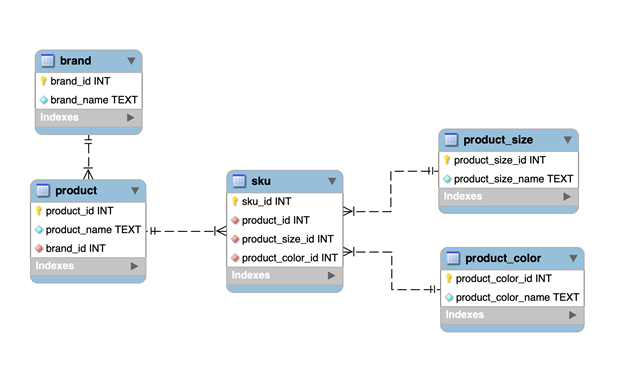 brand
brand_id INT
brand_name TEXT
Indexes
product
product_id INT
product_name TEXT
brand_id INT
Indexes
sku
sku_id INT
product_id INT
product_size_id INT
product_color_id INT
Indexes
product_size
product_size_id INT
product_size_name TEXT
Indexes
product_color
product_color_id INT
product_color_name TEXT
Indexes